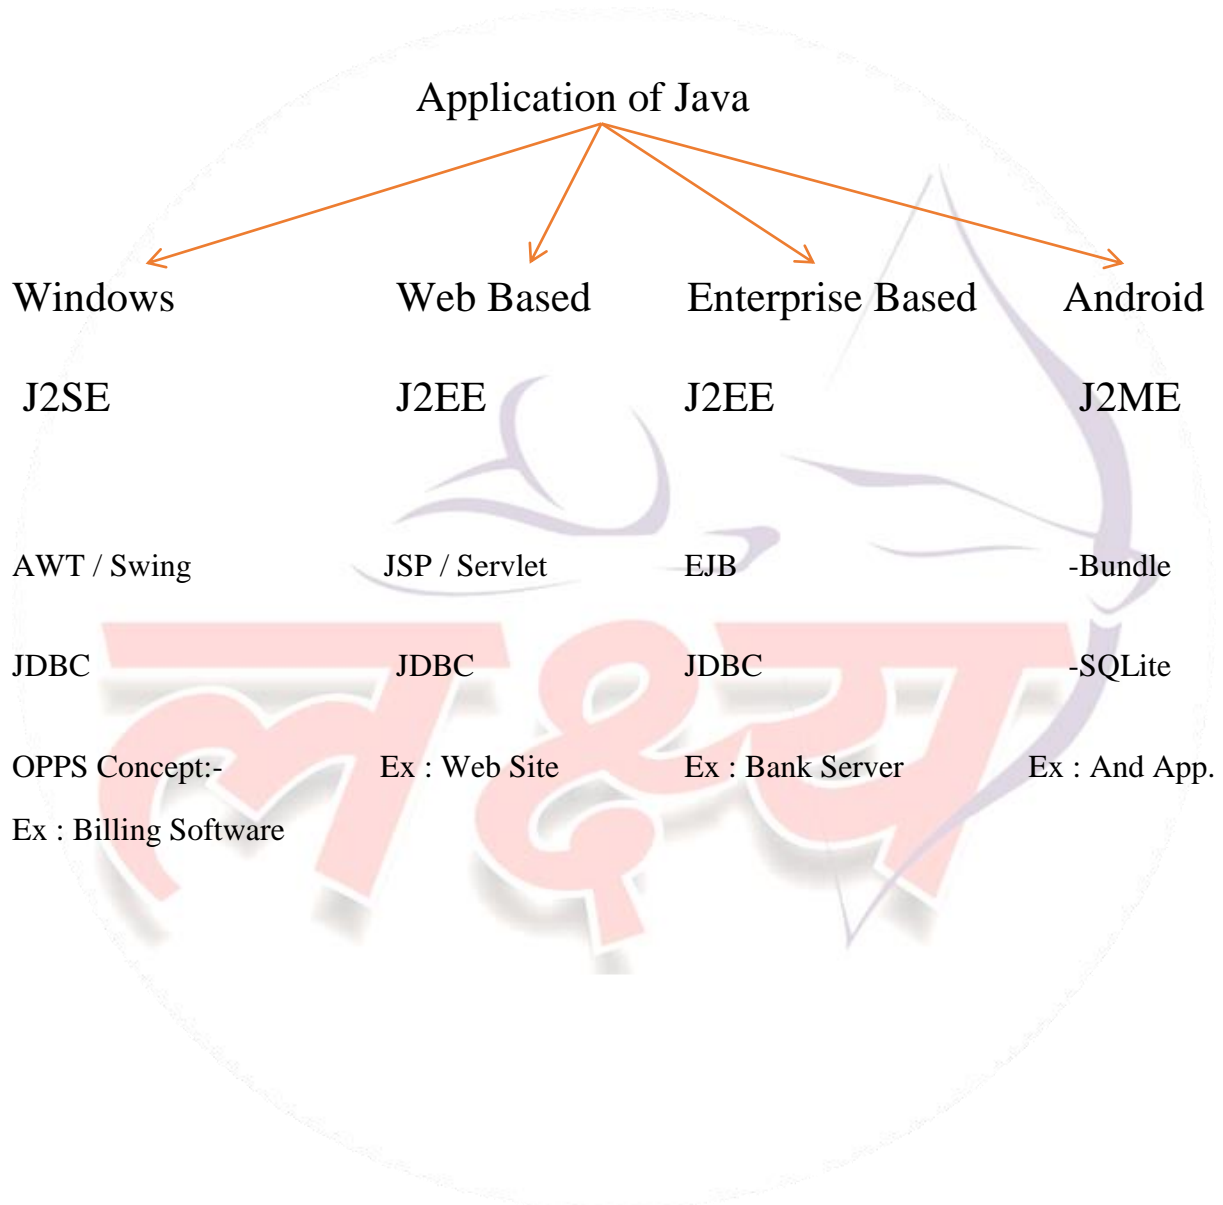 Application of Java
Windows Web Based Enterprise Based Android
J2SE J2EE J2EE J2ME
AWT / Swing JSP / Servlet EJB -Bundle
JDBC JDBC JDBC -SQLite
OPPS Concept:- Ex : Web Site Ex : Bank Server Ex : And App.
Ex : Billing Software
लक्ष्य